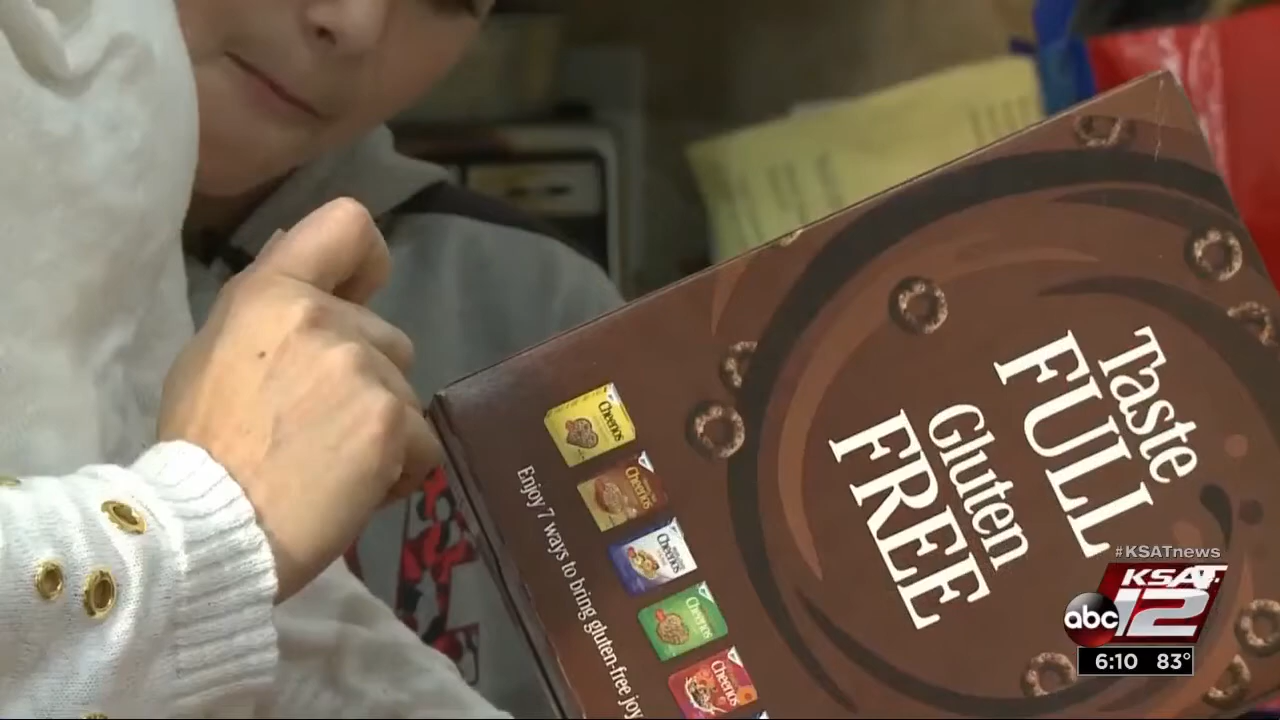 Taste
FULL
Gluten
FREE
Cheerios
Cheerios
Cheerios
Cheerios
Cheerios
Enjoy 7 ways to bring gluten-free joy
#KSATnews
KSAT
abc 12
6:10 83°